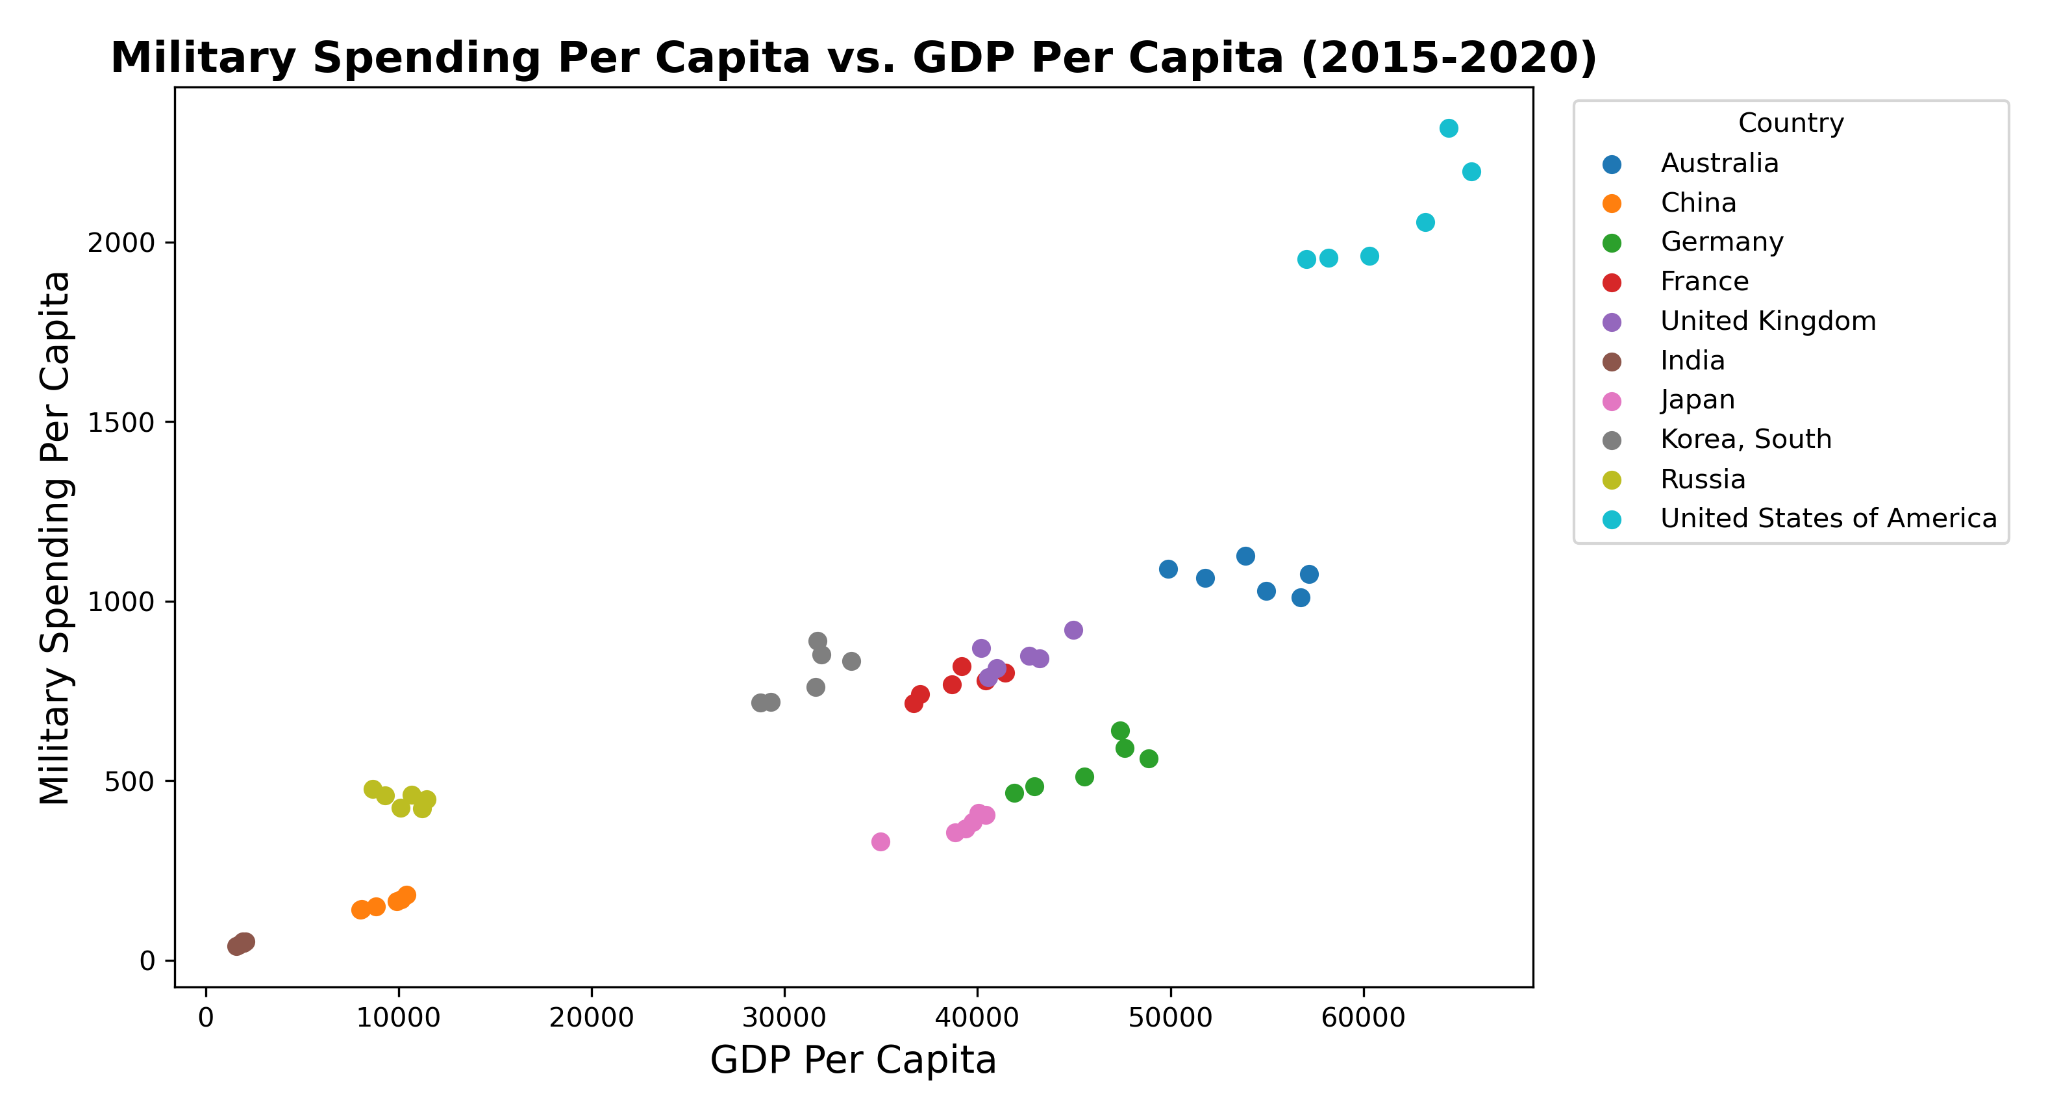 Military Spending Per Capita vs. GDP Per Capita (2015-2020)
Country
Australia
China
Germany
France
United Kingdom
India
Japan
Korea, South
Russia
United States of America
Military Spending Per Capita
2000
1500
1000
500
0
0 10000 20000 30000 40000 50000 60000
GDP Per Capita